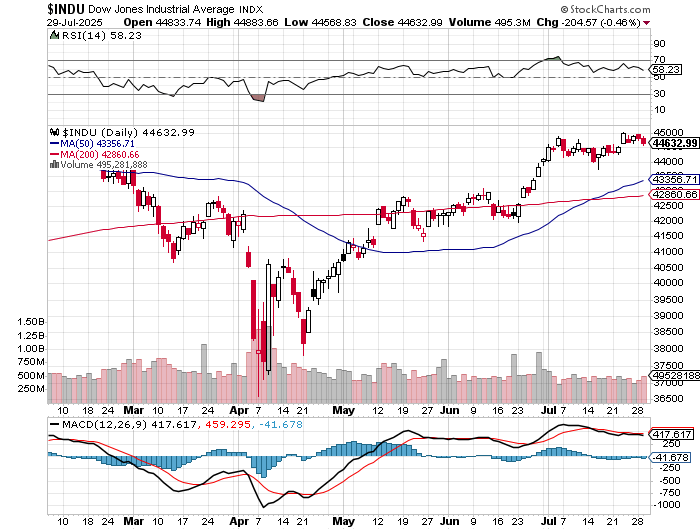 $INDU Dow Jones Industrial Average INDX © StockCharts.com
29-Jul-2025 Open 44833.74 High 44883.66 Low 44568.83 Close 44632.99 Volume 495.3M Chg -204.57 (-0.46%)
RSI(14) 58.23
90
70
58.23
50
30
10
$INDU (Daily) 44632.99
MA(50) 43356.71
MA(200) 42860.66
Volume 495,281,888
45000
44632.99
44000
43356.71
42860.66
42500
42000
41500
41000
40500
40000
39500
39000
38500
38000
37500
495281888
37000
36500
1.50B
1.25B
1.00B
750M
500M
250M
10 18 24 Mar 10 17 24 Apr 7 14 21 May 12 19 27 Jun 9 16 23 Jul 7 14 21 28
MACD(12,26,9) 417.617, 459.295, -41.678
417.617
250
-41.678
-250
-500
-750
-1000
10 18 24 Mar 10 17 24 Apr 7 14 21 May 12 19 27 Jun 9 16 23 Jul 7 14 21 28